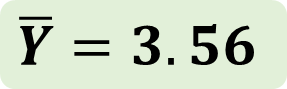 Y̅ = 3.56